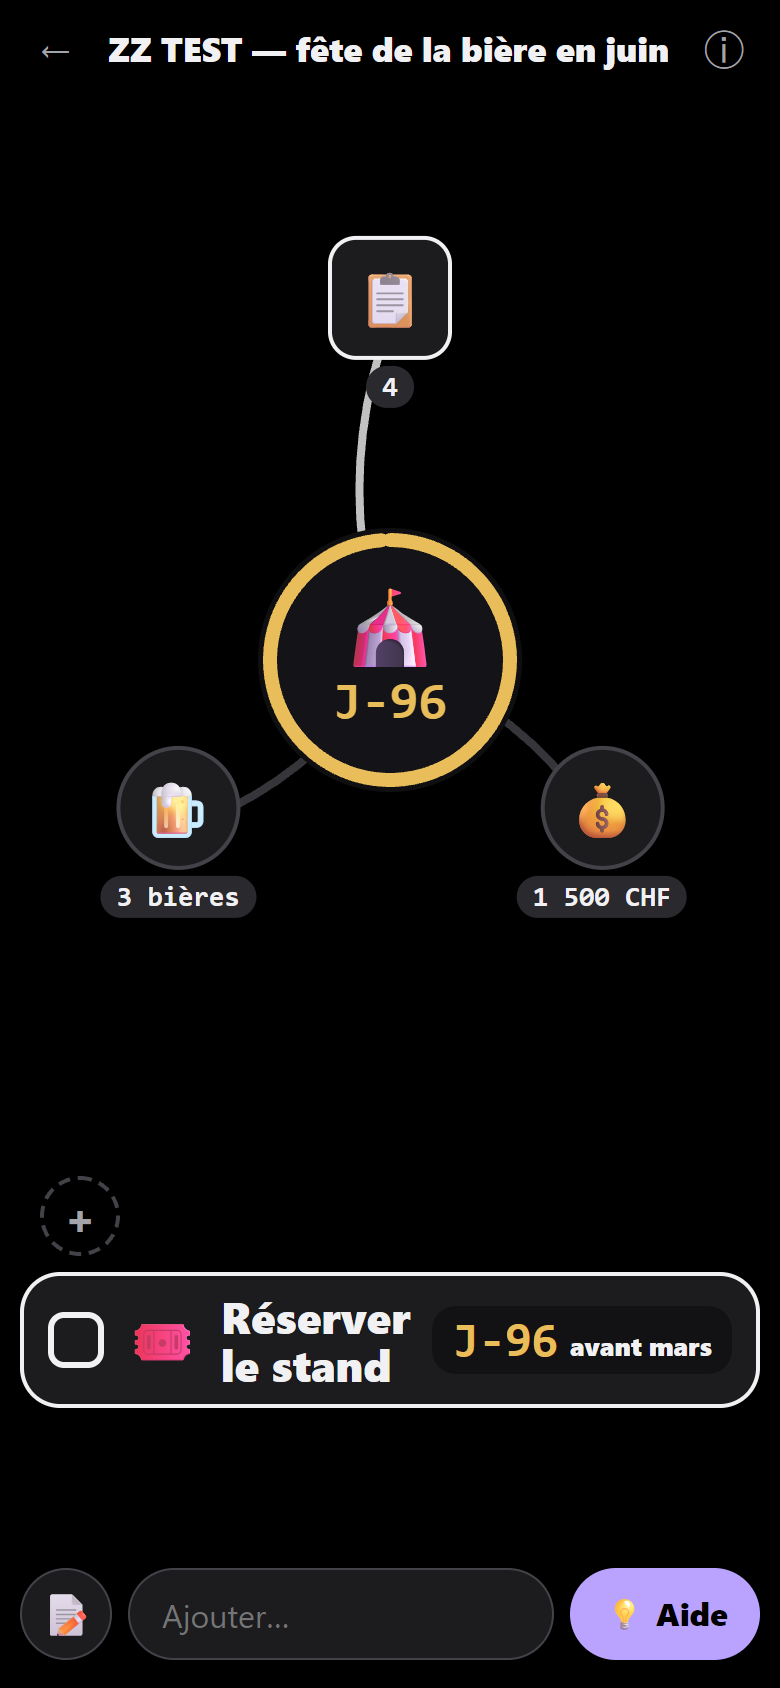 ← ZZ TEST — fête de la bière en juin ⓘ
4
J-96
3 bières
1 500 CHF
+
Réserver
le stand
J-96 avant mars
Ajouter...
Aide